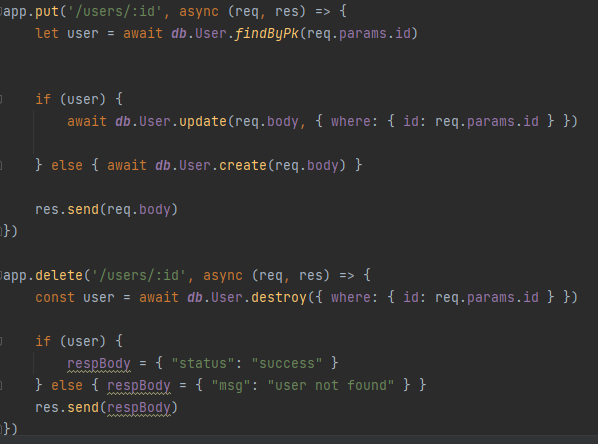 app.put('/users/:id', async (req, res) => {
    let user = await db.User.findByPk(req.params.id)
    if (user) {
        await db.User.update(req.body, { where: { id: req.params.id } })
    } else { await db.User.create(req.body) }
    res.send(req.body)
})
app.delete('/users/:id', async (req, res) => {
    const user = await db.User.destroy({ where: { id: req.params.id } })
    if (user) {
        respBody = { "status": "success" }
    } else { respBody = { "msg": "user not found" } }
    res.send(respBody)
})